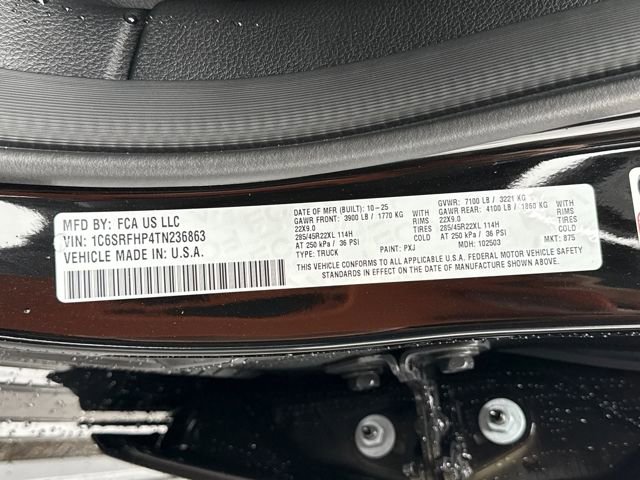 MFD BY: FCA US LLC
VIN: 1C6SRFHP4TN236863
VEHICLE MADE IN: U.S.A.
DATE OF MFR (BUILT): 10-25 GVWR: 7100 LB / 3221 KG
GAWR FRONT: 3900 LB / 1770 KG WITH GAWR REAR: 4100 LB / 1860 KG WITH
22X9.0 RIMS 22X9.0 RIMS
285/45R22XL 114H TIRES 285/45R22XL 114H TIRES
AT 250 kPa / 36 PSI COLD AT 250 kPa / 36 PSI COLD
TYPE: TRUCK PAINT: PXJ MDH: 102503 MKT: 875
THIS VEHICLE CONFORMS TO ALL APPLICABLE U.S.A. FEDERAL MOTOR VEHICLE SAFETY
STANDARDS IN EFFECT ON THE DATE OF MANUFACTURE SHOWN ABOVE.